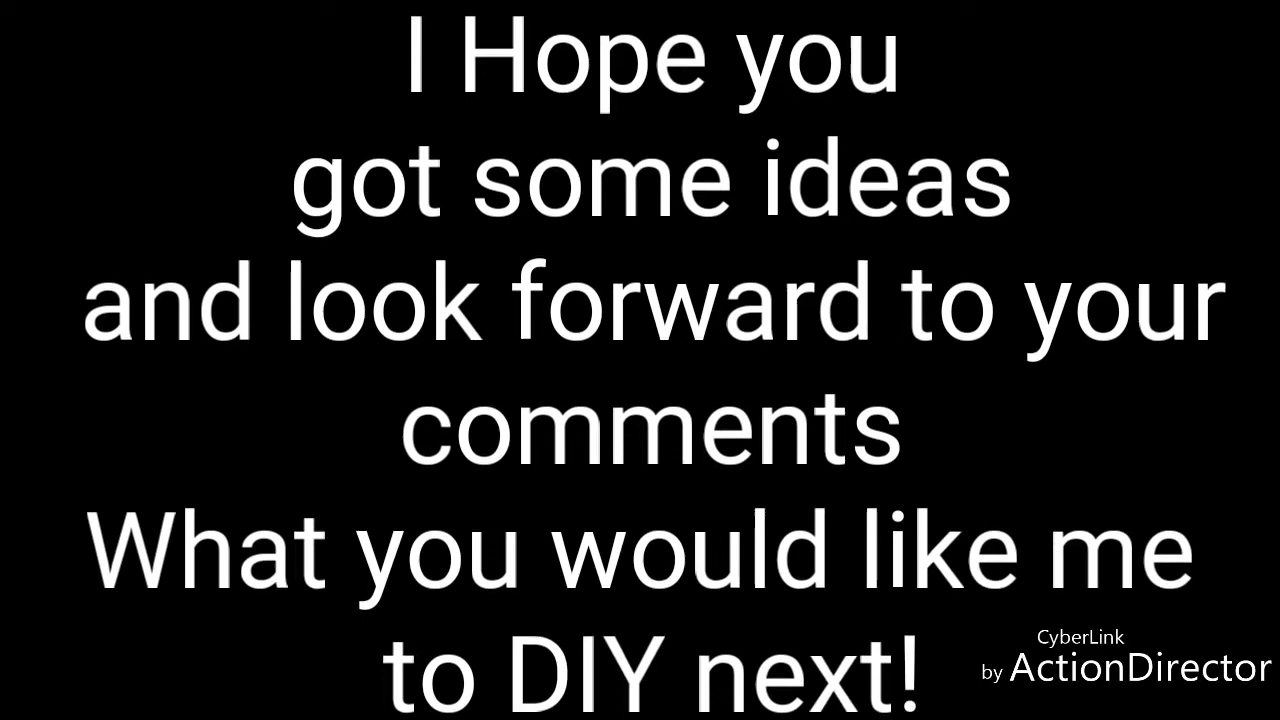 I Hope you
got some ideas
and look forward to your
comments
What you would like me
to DIY next!
CyberLink
by ActionDirector